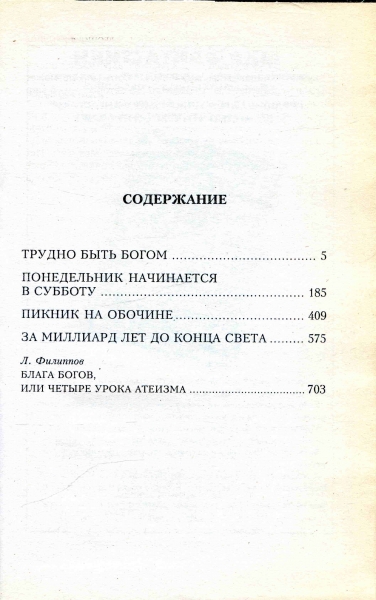 СОДЕРЖАНИЕ
ТРУДНО БЫТЬ БОГОМ ........................................ 5
ПОНЕДЕЛЬНИК НАЧИНАЕТСЯ
В СУББОТУ ........................................ 185
ПИКНИК НА ОБОЧИНЕ ................................ 409
ЗА МИЛЛИАРД ЛЕТ ДО КОНЦА СВЕТА ......... 575
Л. Филиппов
БЛАГА БОГОВ,
ИЛИ ЧЕТЫРЕ УРОКА АТЕИЗМА ............................. 703